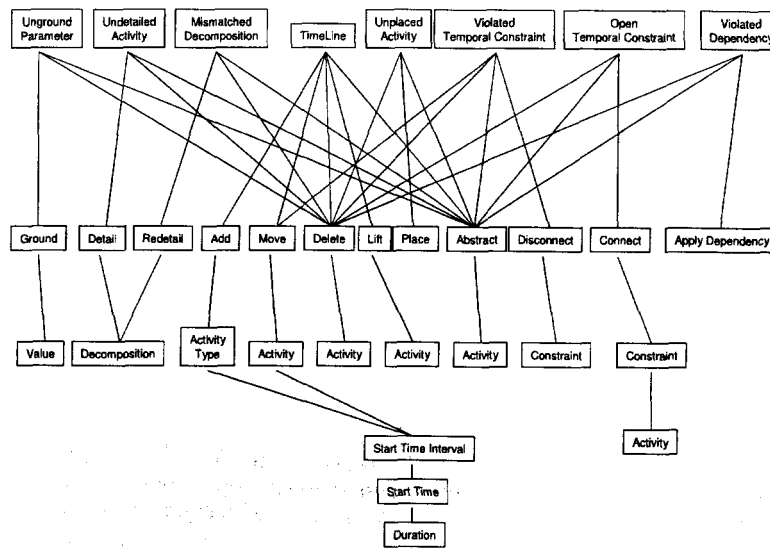 Unground
Parameter
Undetailed
Activity
Mismatched
Decomposition
TimeLine
Unplaced
Activity
Violated
Temporal Constraint
Open
Temporal Constraint
Violated
Dependency
Ground
Detail
Redetail
Add
Move
Delete
Lift
Place
Abstract
Disconnect
Connect
Apply Dependency
Value
Decomposition
Activity
Type
Activity
Activity
Activity
Activity
Constraint
Constraint
Start Time Interval
Activity
Start Time
Duration